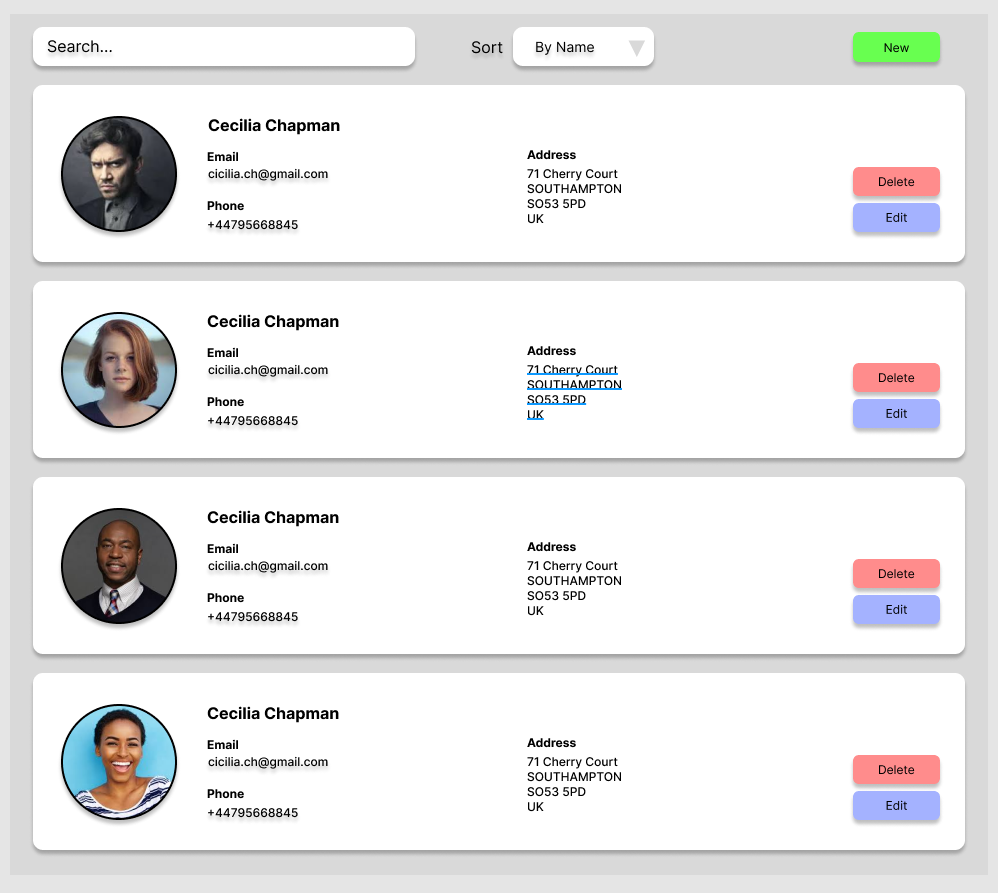 Search...
Sort
By Name
New
Cecilia Chapman
Email
cicilia.ch@gmail.com
Phone
+44795668845
Address
71 Cherry Court
SOUTHAMPTON
SO53 5PD
UK
Delete
Edit
Cecilia Chapman
Email
cicilia.ch@gmail.com
Phone
+44795668845
Address
71 Cherry Court
SOUTHAMPTON
SO53 5PD
UK
Delete
Edit
Cecilia Chapman
Email
cicilia.ch@gmail.com
Phone
+44795668845
Address
71 Cherry Court
SOUTHAMPTON
SO53 5PD
UK
Delete
Edit
Cecilia Chapman
Email
cicilia.ch@gmail.com
Phone
+44795668845
Address
71 Cherry Court
SOUTHAMPTON
SO53 5PD
UK
Delete
Edit